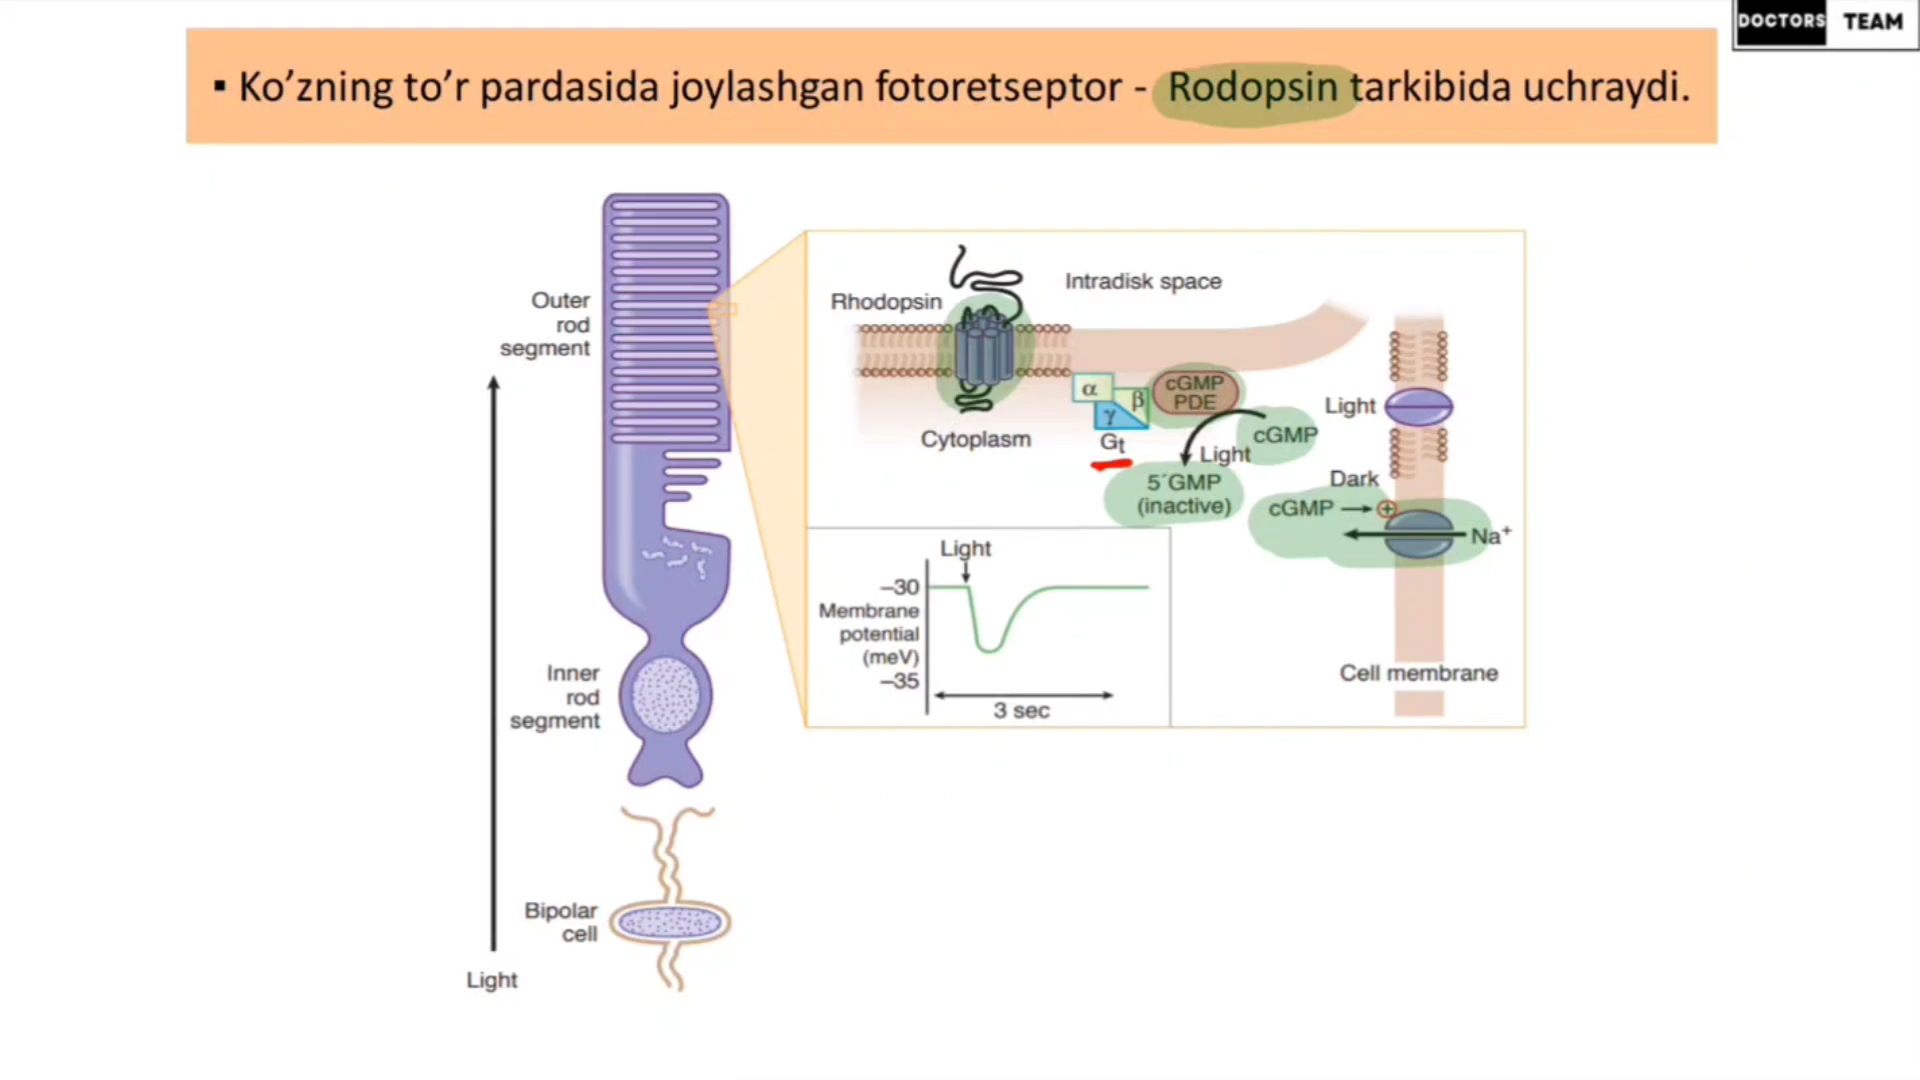 DOCTORS TEAM
▪ Ko’zning to’r pardasida joylashgan fotoretseptor - Rodopsin tarkibida uchraydi.
Outer
rod
segment
Inner
rod
segment
Bipolar
cell
Light
Rhodopsin
Intradisk space
Cytoplasm
α
β
γ
Gt
cGMP
PDE
cGMP
Light
5´GMP
(inactive)
Light
Dark
cGMP
+
Na⁺
Cell membrane
Light
–30
Membrane
potential
(meV)
–35
3 sec